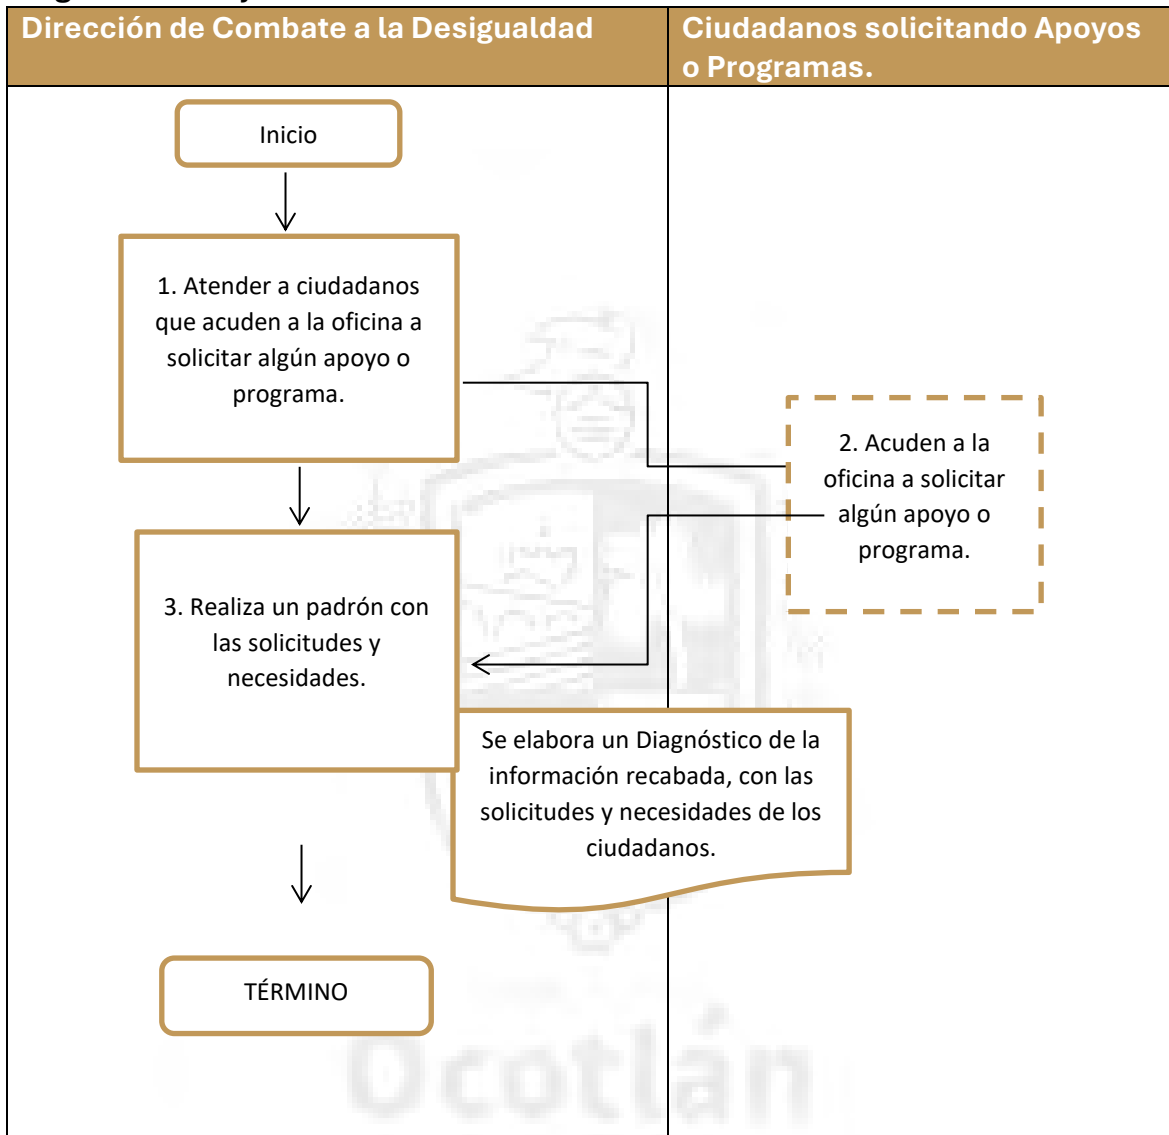 Dirección de Combate a la Desigualdad
Ciudadanos solicitando Apoyos
o Programas.
Inicio
1. Atender a ciudadanos
que acuden a la oficina a
solicitar algún apoyo o
programa.
2. Acuden a la
oficina a solicitar
algún apoyo o
programa.
3. Realiza un padrón con
las solicitudes y
necesidades.
Se elabora un Diagnóstico de la
información recabada, con las
solicitudes y necesidades de los
ciudadanos.
TÉRMINO
Ocotlán